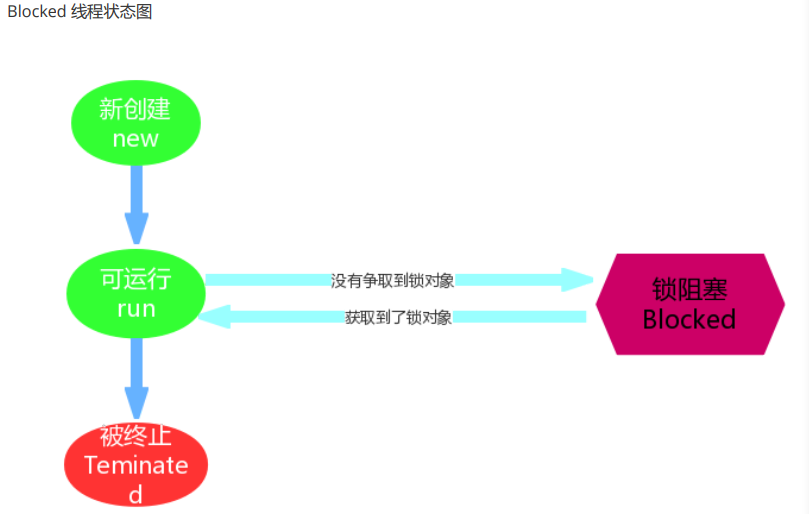 Blocked 线程状态图
新创建
new
可运行
run
没有争取到锁对象
获取到了锁对象
锁阻塞
Blocked
被终止
Teminate
d